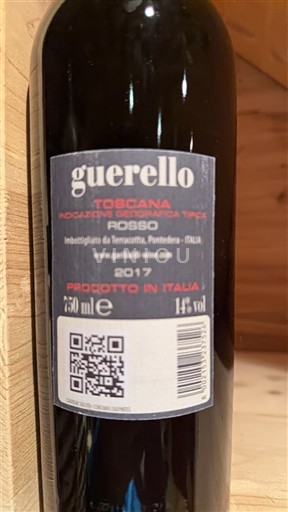 guerello
TOSCANA
INDICAZIONE GEOGRAFICA TIPICA
ROSSO
Imbottigliato da Terracotta, Pontedera - ITALIA
VINIOU
2017
PRODOTTO IN ITALIA
750 ml e
14% vol